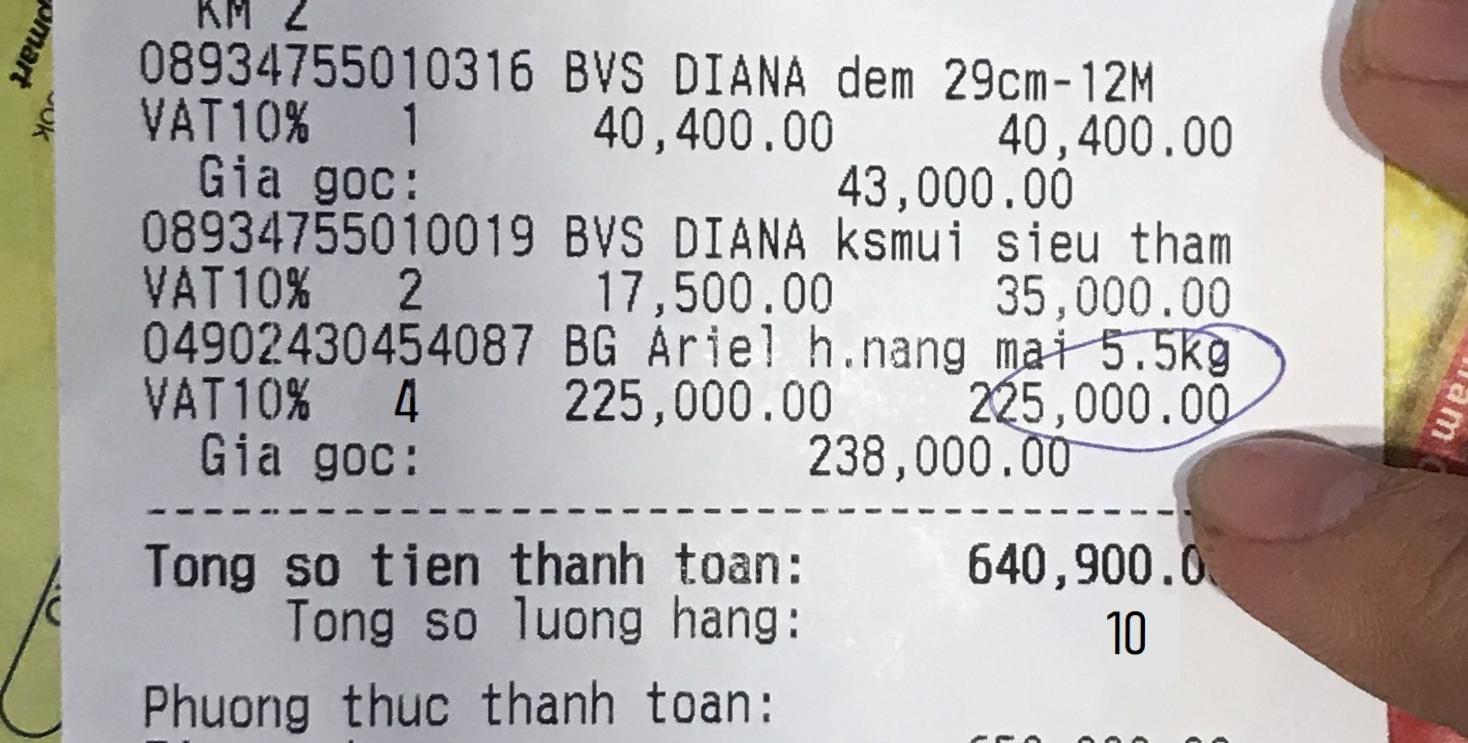 KM 2
08934755010316 BVS DIANA dem 29cm-12M
VAT10% 1 40,400.00 40,400.00
Gia goc: 43,000.00
08934755010019 BVS DIANA ksmui sieu tham
VAT10% 2 17,500.00 35,000.00
04902430454087 BG Ariel h.nang mai 5.5kg
VAT10% 4 225,000.00 225,000.00
Gia goc: 238,000.00
Tong so tien thanh toan: 640,900.0
Tong so luong hang: 10
Phuong thuc thanh toan: